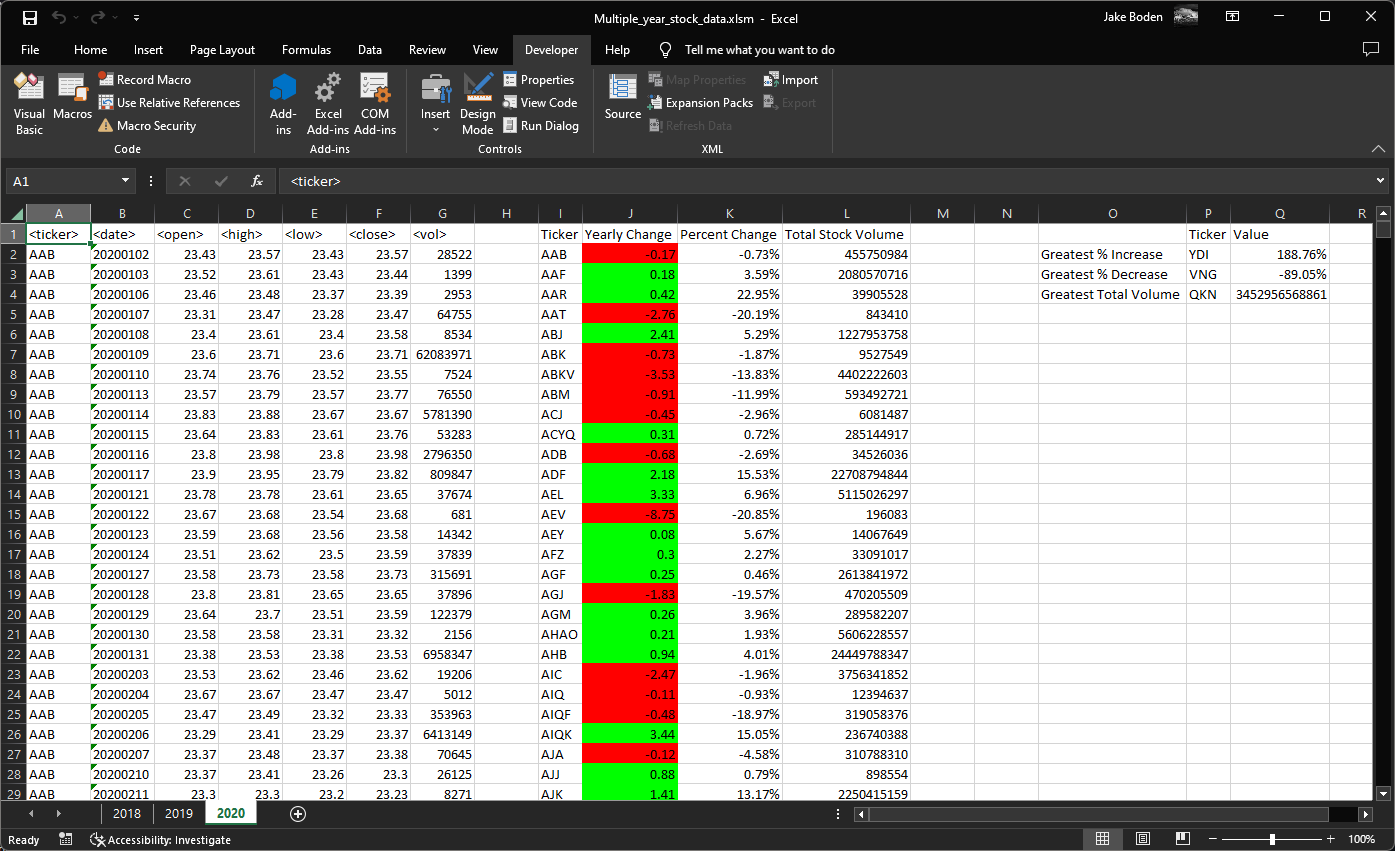 Multiple_year_stock_data.xlsm - Excel
Jake Boden
File Home Insert Page Layout Formulas Data Review View Developer Help Tell me what you want to do
Visual Basic
Macros
Record Macro
Use Relative References
Macro Security
Code
Add-ins
Excel Add-ins
COM Add-ins
Add-ins
Insert
Design Mode
Properties
View Code
Run Dialog
Controls
Source
Map Properties
Expansion Packs
Refresh Data
Import
Export
XML
A1 fx <ticker>
A B C D E F G H I J K L M N O P Q R
1 <ticker> <date> <open> <high> <low> <close> <vol> Ticker Yearly Change Percent Change Total Stock Volume Ticker Value
2 AAB 20200102 23.43 23.57 23.43 23.57 28522 AAB -0.17 -0.73% 455750984 Greatest % Increase YDI 188.76%
3 AAB 20200103 23.52 23.61 23.43 23.44 1399 AAF 0.18 3.59% 2080570716 Greatest % Decrease VNG -89.05%
4 AAB 20200106 23.46 23.48 23.37 23.39 2953 AAR 0.42 22.95% 39905528 Greatest Total Volume QKN 3452956568861
5 AAB 20200107 23.31 23.47 23.28 23.47 64755 AAT -2.76 -20.19% 843410
6 AAB 20200108 23.4 23.61 23.4 23.58 8534 ABJ 2.41 5.29% 1227953758
7 AAB 20200109 23.6 23.71 23.6 23.71 62083971 ABK -0.73 -1.87% 9527549
8 AAB 20200110 23.74 23.76 23.52 23.55 7524 ABKV -3.53 -13.83% 4402222603
9 AAB 20200113 23.57 23.79 23.57 23.77 76550 ABM -0.91 -11.99% 593492721
10 AAB 20200114 23.83 23.88 23.67 23.67 5781390 ACJ -0.45 -2.96% 6081487
11 AAB 20200115 23.64 23.83 23.61 23.76 53283 ACYQ 0.31 0.72% 285144917
12 AAB 20200116 23.8 23.98 23.8 23.98 2796350 ADB -0.68 -2.69% 34526036
13 AAB 20200117 23.9 23.95 23.79 23.82 809847 ADF 2.18 15.53% 22708794844
14 AAB 20200121 23.78 23.78 23.61 23.65 37674 AEL 3.33 6.96% 5115026297
15 AAB 20200122 23.67 23.68 23.54 23.68 681 AEV -8.75 -20.85% 196083
16 AAB 20200123 23.59 23.68 23.56 23.58 14342 AEY 0.08 5.67% 14067649
17 AAB 20200124 23.51 23.62 23.5 23.59 37839 AFZ 0.3 2.27% 33091017
18 AAB 20200127 23.58 23.73 23.58 23.73 315691 AGF 0.25 0.46% 2613841972
19 AAB 20200128 23.8 23.81 23.65 23.65 37896 AGJ -1.83 -19.57% 470205509
20 AAB 20200129 23.64 23.7 23.51 23.59 122379 AGM 0.26 3.96% 289582207
21 AAB 20200130 23.58 23.58 23.31 23.32 2156 AHAO 0.21 1.93% 5606228557
22 AAB 20200131 23.38 23.53 23.38 23.53 6958347 AHB 0.94 4.01% 24449788347
23 AAB 20200203 23.53 23.62 23.46 23.62 19206 AIC -2.47 -1.96% 3756341852
24 AAB 20200204 23.67 23.67 23.47 23.47 5012 AIQ -0.11 -0.93% 12394637
25 AAB 20200205 23.47 23.49 23.32 23.33 353963 AIQF -0.48 -18.97% 319058376
26 AAB 20200206 23.29 23.41 23.29 23.37 6413149 AIQK 3.44 15.05% 236740388
27 AAB 20200207 23.37 23.48 23.37 23.38 70645 AJA -0.12 -4.58% 310788310
28 AAB 20200210 23.37 23.41 23.26 23.3 26125 AJJ 0.88 0.79% 898554
29 AAB 20200211 23.3 23.3 23.2 23.23 8271 AJK 1.41 13.17% 2250415159
2018 2019 2020
Ready Accessibility: Investigate 100%